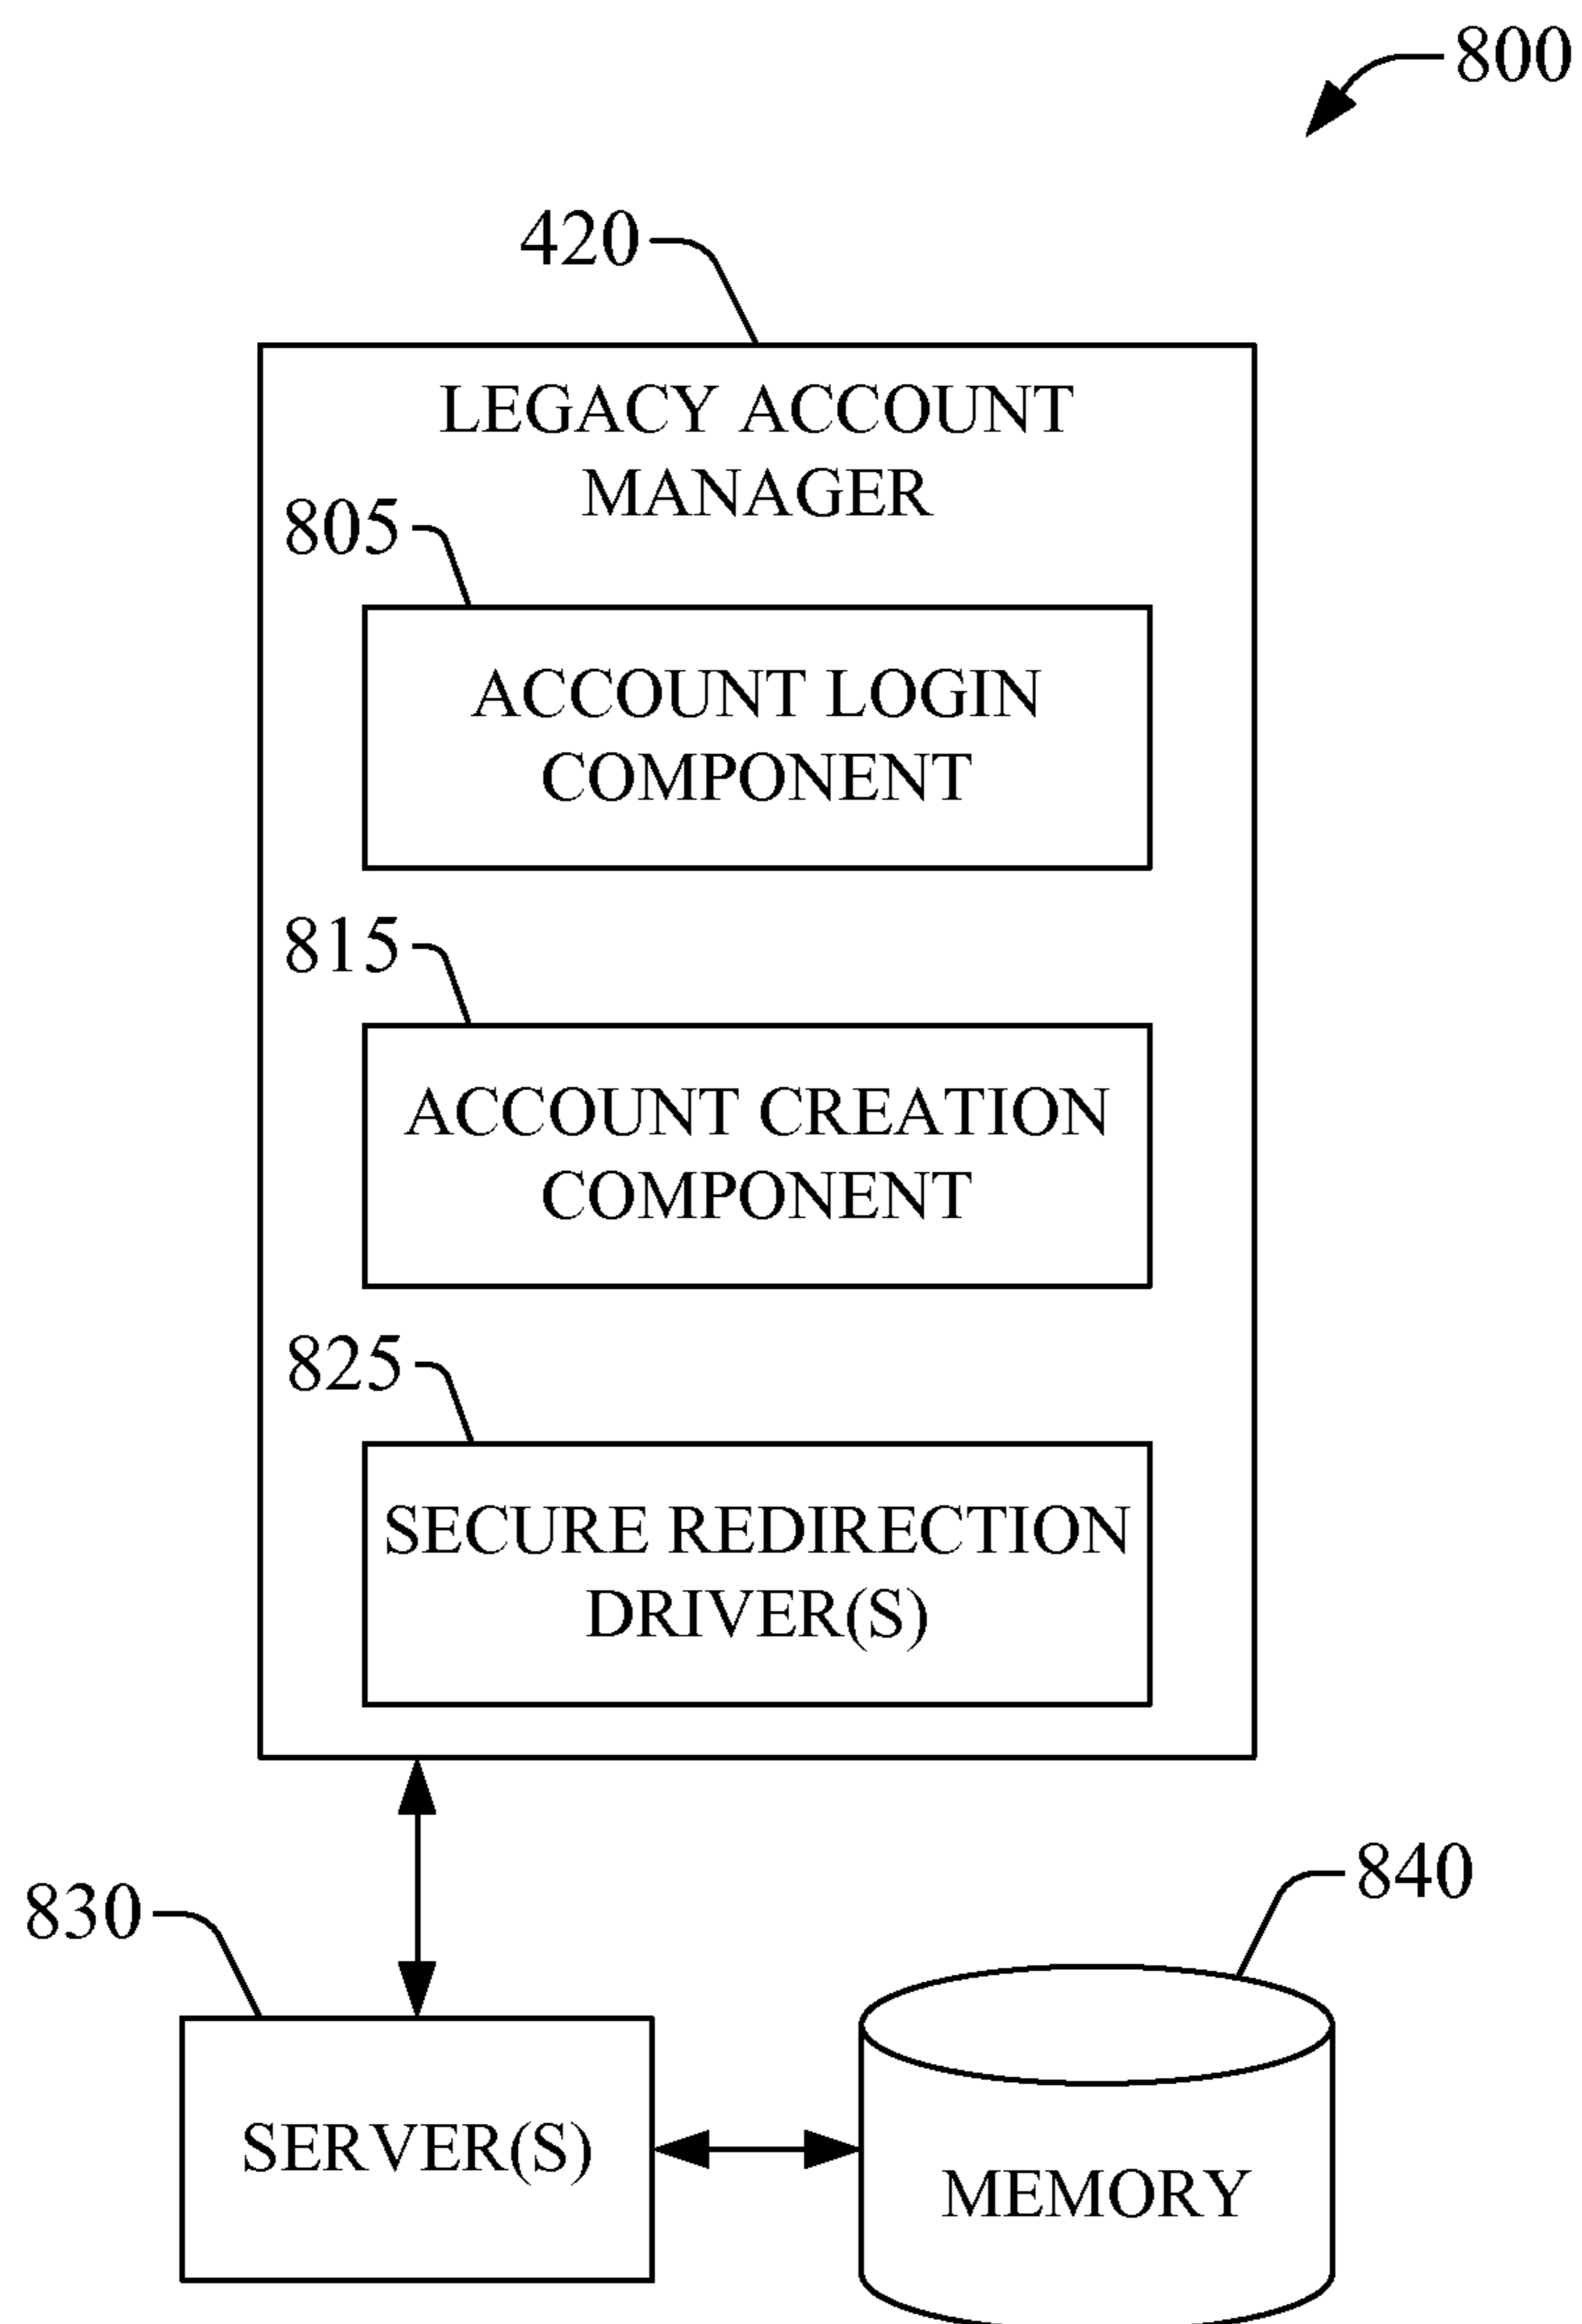 800
420
LEGACY ACCOUNT
MANAGER
805
ACCOUNT LOGIN
COMPONENT
815
ACCOUNT CREATION
COMPONENT
825
SECURE REDIRECTION
DRIVER(S)
830
840
SERVER(S)
MEMORY